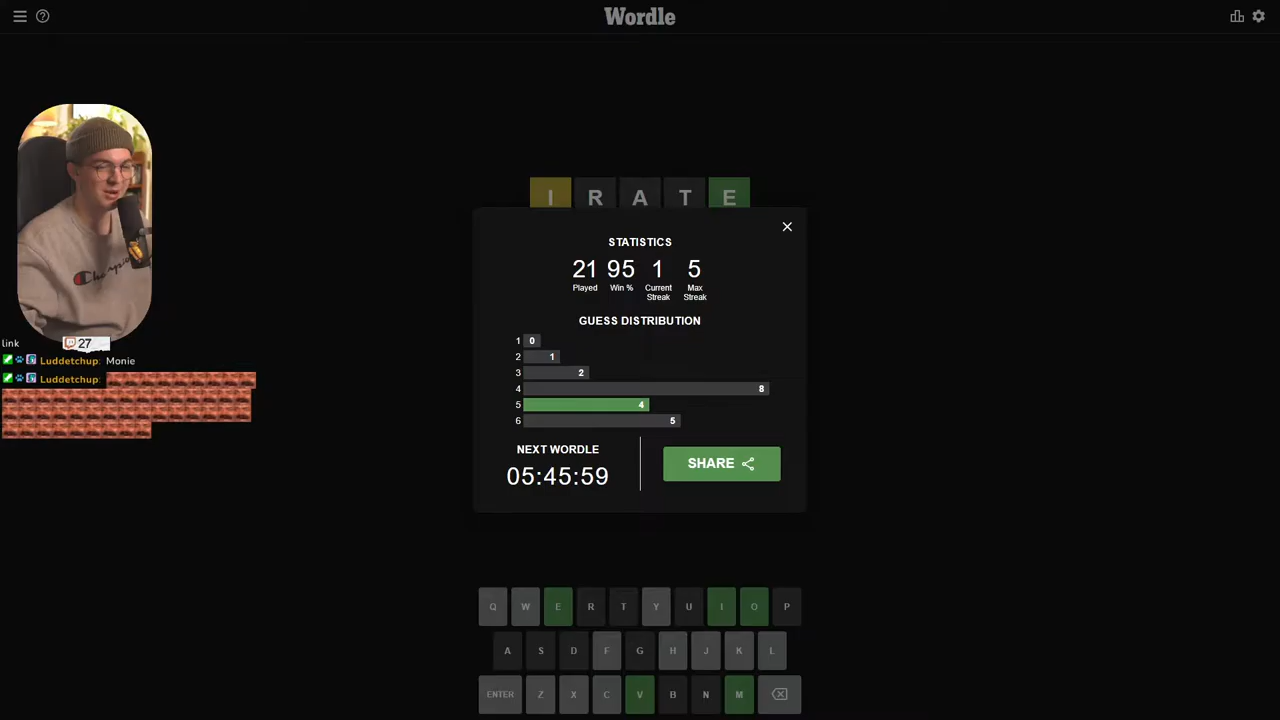 Wordle
I R A T E
STATISTICS
21 95 1 5
Played Win % Current Streak Max Streak
GUESS DISTRIBUTION
1 0
2 1
3 2
4 8
5 4
6 5
NEXT WORDLE
05:45:59
SHARE
Champion
link
27
Luddetchup: Monie
Luddetchup:
Q W E R T Y U I O P
A S D F G H J K L
ENTER Z X C V B N M